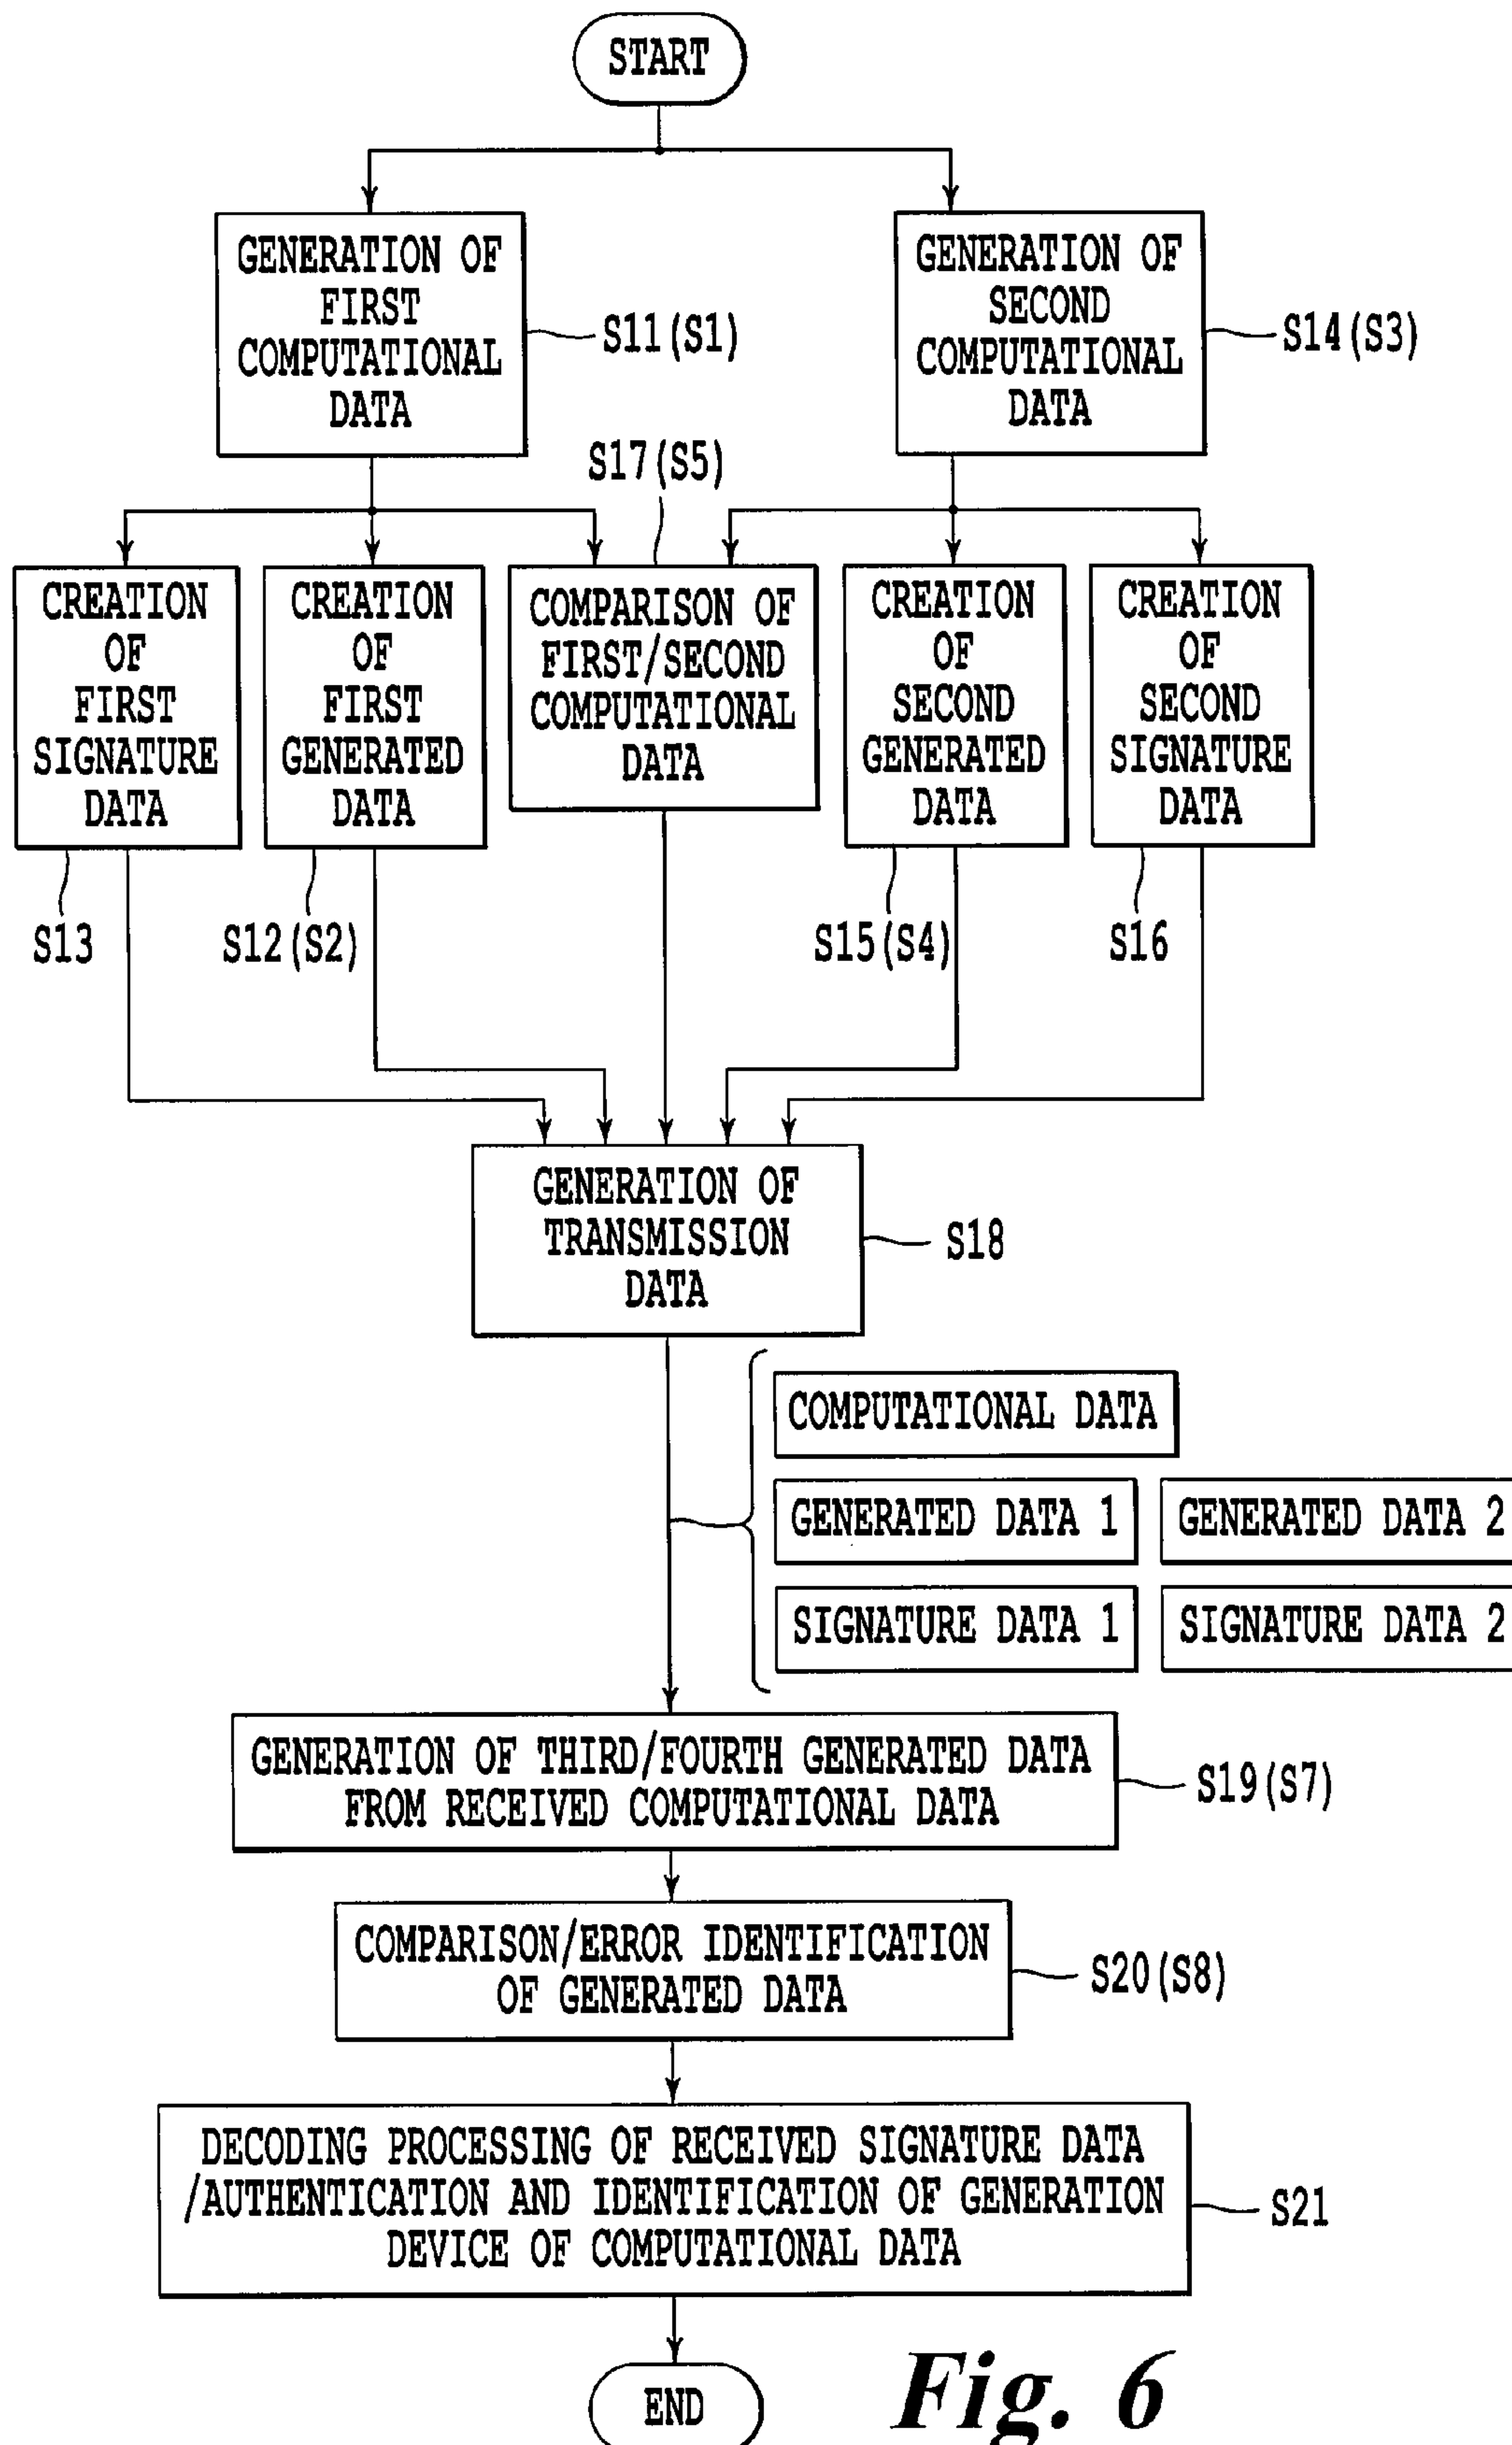 START
GENERATION OF
FIRST
COMPUTATIONAL
DATA
S11(S1)
GENERATION OF
SECOND
COMPUTATIONAL
DATA
S14(S3)
S17(S5)
CREATION
OF
FIRST
SIGNATURE
DATA
S13
CREATION
OF
FIRST
GENERATED
DATA
S12(S2)
COMPARISON OF
FIRST/SECOND
COMPUTATIONAL
DATA
CREATION
OF
SECOND
GENERATED
DATA
S15(S4)
CREATION
OF
SECOND
SIGNATURE
DATA
S16
GENERATION OF
TRANSMISSION
DATA
S18
COMPUTATIONAL DATA
GENERATED DATA 1
GENERATED DATA 2
SIGNATURE DATA 1
SIGNATURE DATA 2
GENERATION OF THIRD/FOURTH GENERATED DATA
FROM RECEIVED COMPUTATIONAL DATA
S19(S7)
COMPARISON/ERROR IDENTIFICATION
OF GENERATED DATA
S20(S8)
DECODING PROCESSING OF RECEIVED SIGNATURE DATA
/AUTHENTICATION AND IDENTIFICATION OF GENERATION
DEVICE OF COMPUTATIONAL DATA
S21
END
Fig. 6